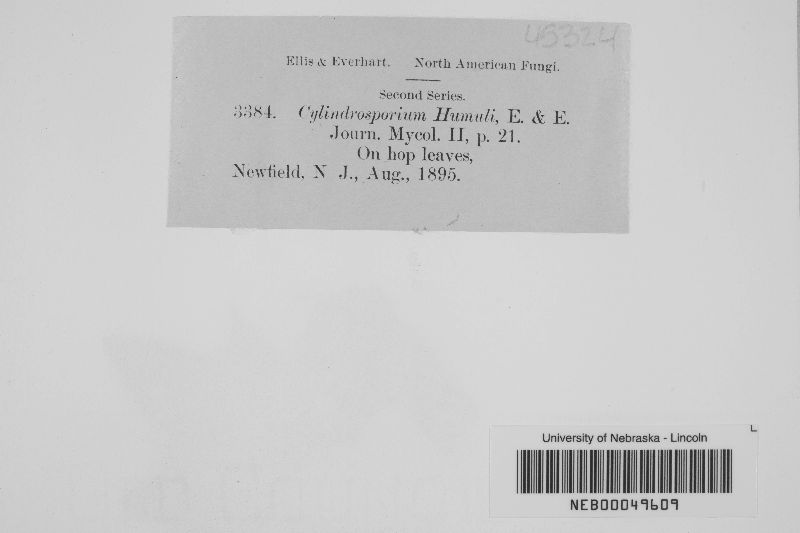 45324
Ellis & Everhart. North American Fungi.
Second Series.
3384. Cylindrosporium Humuli, E. & E.
Journ. Mycol. II, p. 21.
On hop leaves,
Newfield, N J., Aug., 1895.
L
University of Nebraska - Lincoln
NEB00049609